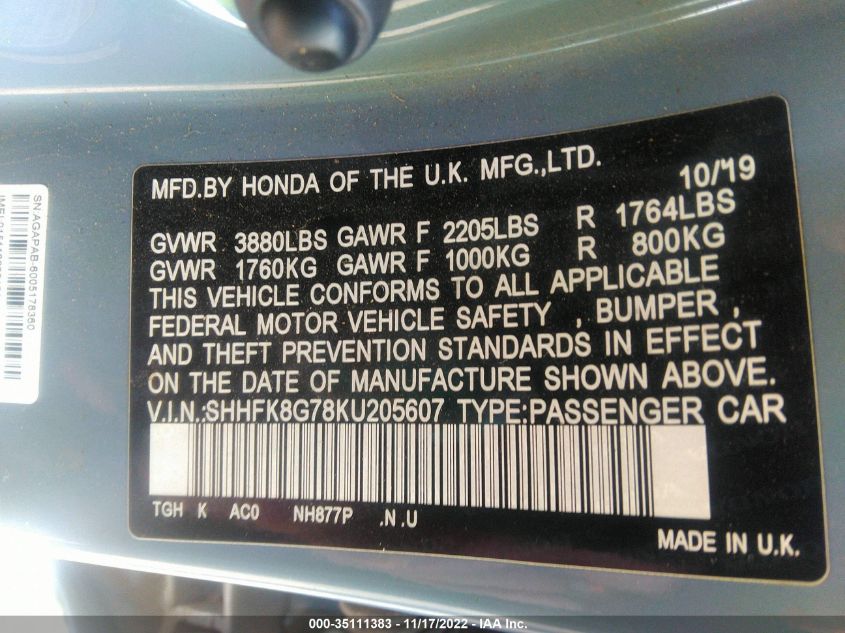 MFD.BY HONDA OF THE U.K. MFG.,LTD. 10/'19
GVWR 3880LBS GAWR F 2205LBS R 1764LBS
GVWR 1760KG GAWR F 1000KG R 800KG
THIS VEHICLE CONFORMS TO ALL APPLICABLE
FEDERAL MOTOR VEHICLE SAFETY , BUMPER ,
AND THEFT PREVENTION STANDARDS IN EFFECT
ON THE DATE OF MANUFACTURE SHOWN ABOVE.
V.I.N.:SHHFK8G78KU205607 TYPE:PASSENGER CAR
TGH K AC0 NH877P .N .U
MADE IN U.K.
SN:AGAPAB-6005178360
000-35111383 - 11/17/2022 - IAA Inc.